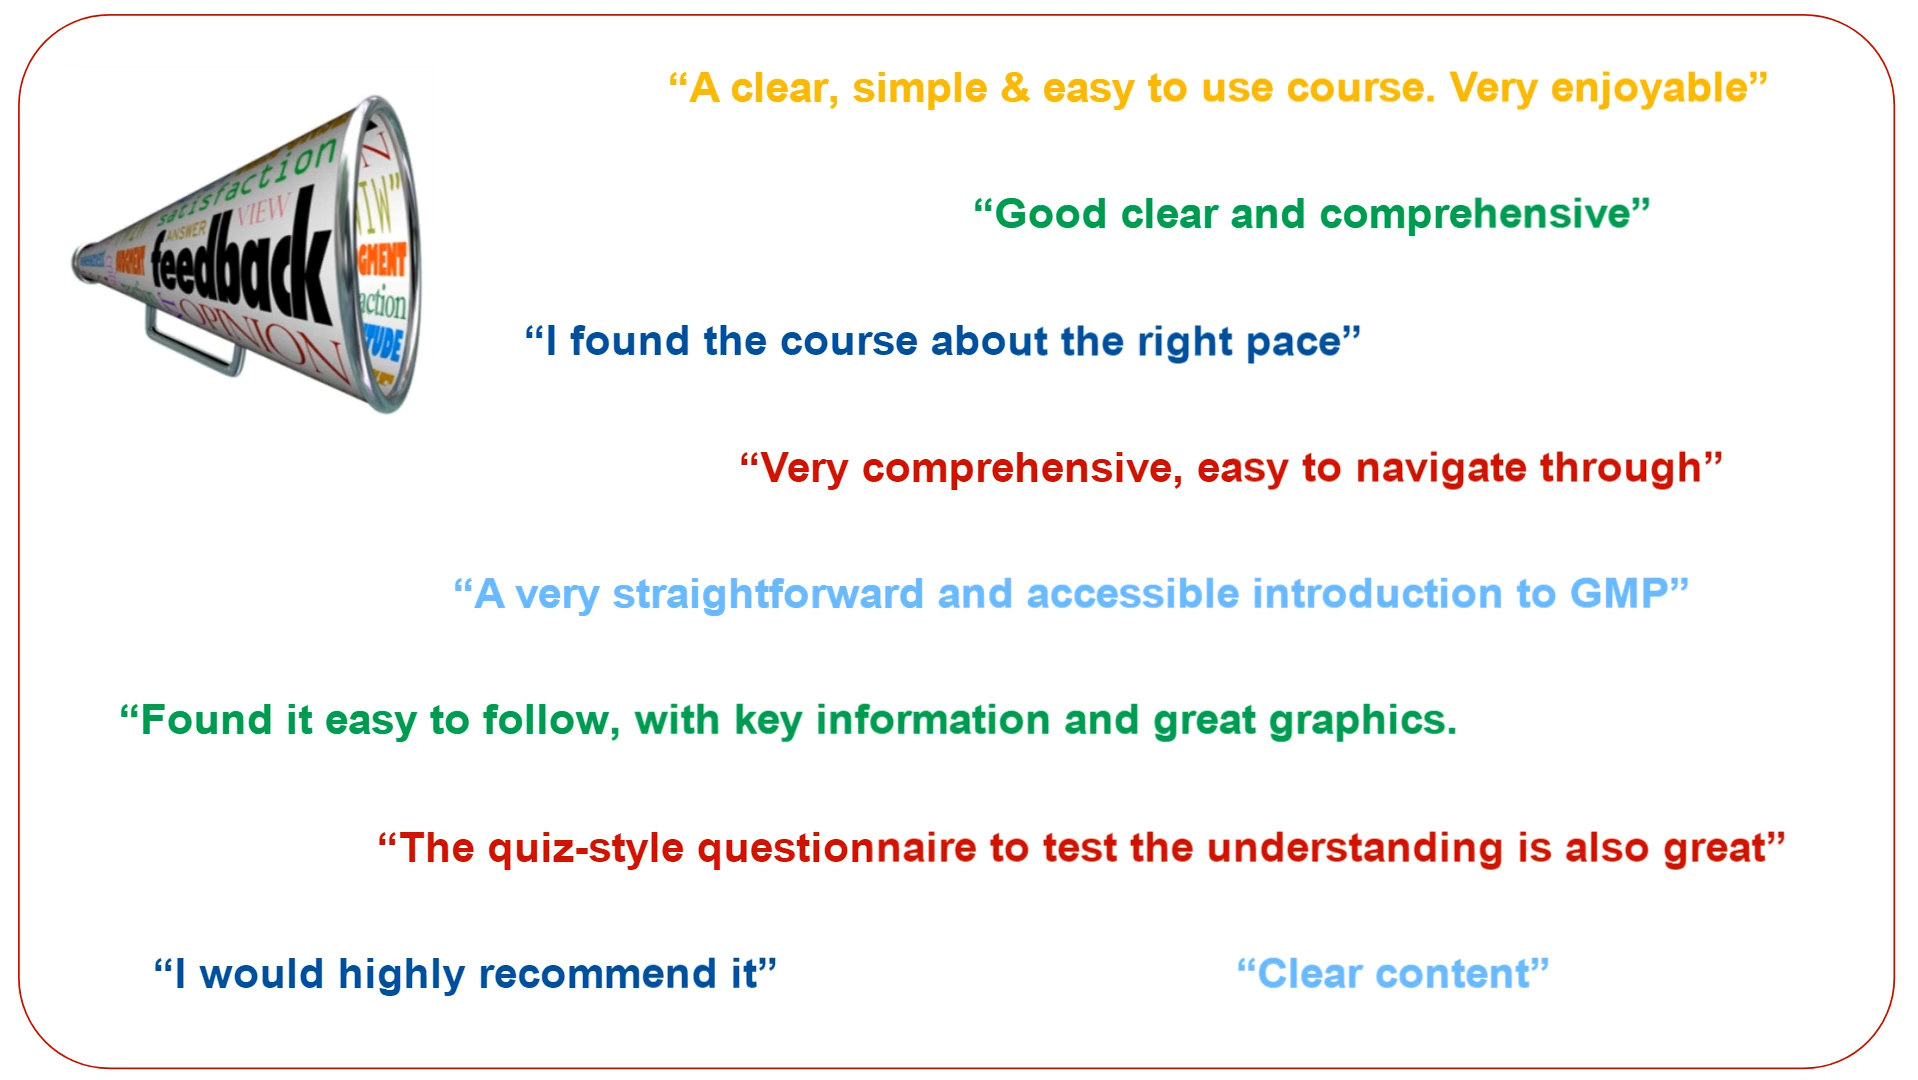 “A clear, simple & easy to use course. Very enjoyable”
“Good clear and comprehensive”
“I found the course about the right pace”
“Very comprehensive, easy to navigate through”
“A very straightforward and accessible introduction to GMP”
“Found it easy to follow, with key information and great graphics.
“The quiz-style questionnaire to test the understanding is also great”
“I would highly recommend it”
“Clear content”
satisfaction
VIEW
ANSWER
feedback
OPINION
GMENT
action
TUDE